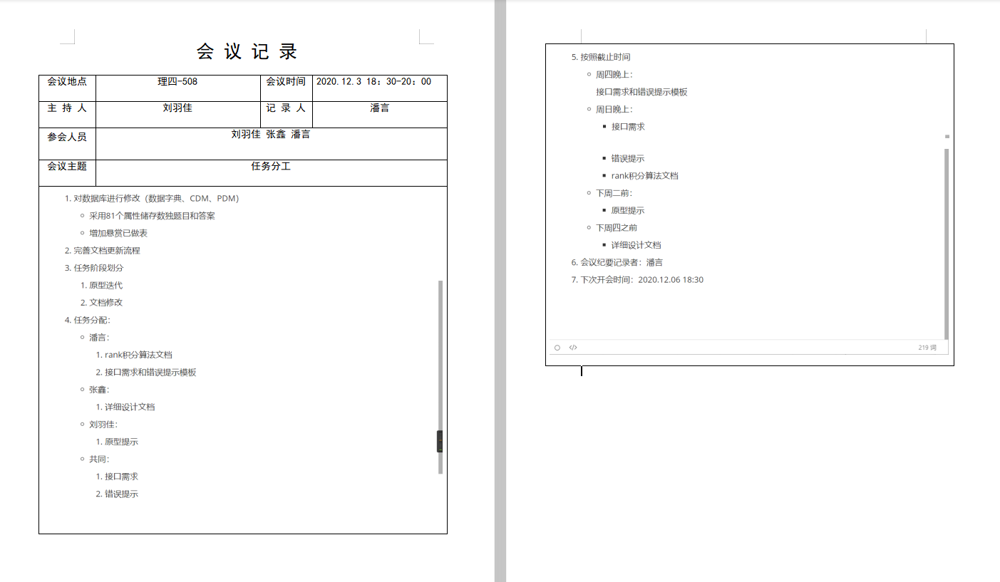 会 议 记 录
会议地点 理四-508 会议时间 2020.12.3 18：30-20：00
主 持 人 刘羽佳 记 录 人 潘言
参会人员 刘羽佳 张鑫 潘言
会议主题 任务分工
1. 对数据库进行修改（数据字典、CDM、PDM）
采用81个属性储存数独题目和答案
增加悬赏已做表
2. 完善文档更新流程
3. 任务阶段划分
1. 原型迭代
2. 文档修改
4. 任务分配：
潘言：
1. rank积分算法文档
2. 接口需求和错误提示模板
张鑫：
1. 详细设计文档
刘羽佳：
1. 原型提示
共同：
1. 接口需求
2. 错误提示
5. 按照截止时间
周四晚上：
接口需求和错误提示模板
周日晚上：
接口需求
错误提示
rank积分算法文档
下周二前：
原型提示
下周四之前
详细设计文档
6. 会议纪要记录者：潘言
7. 下次开会时间：2020.12.06 18:30
</> 219 词